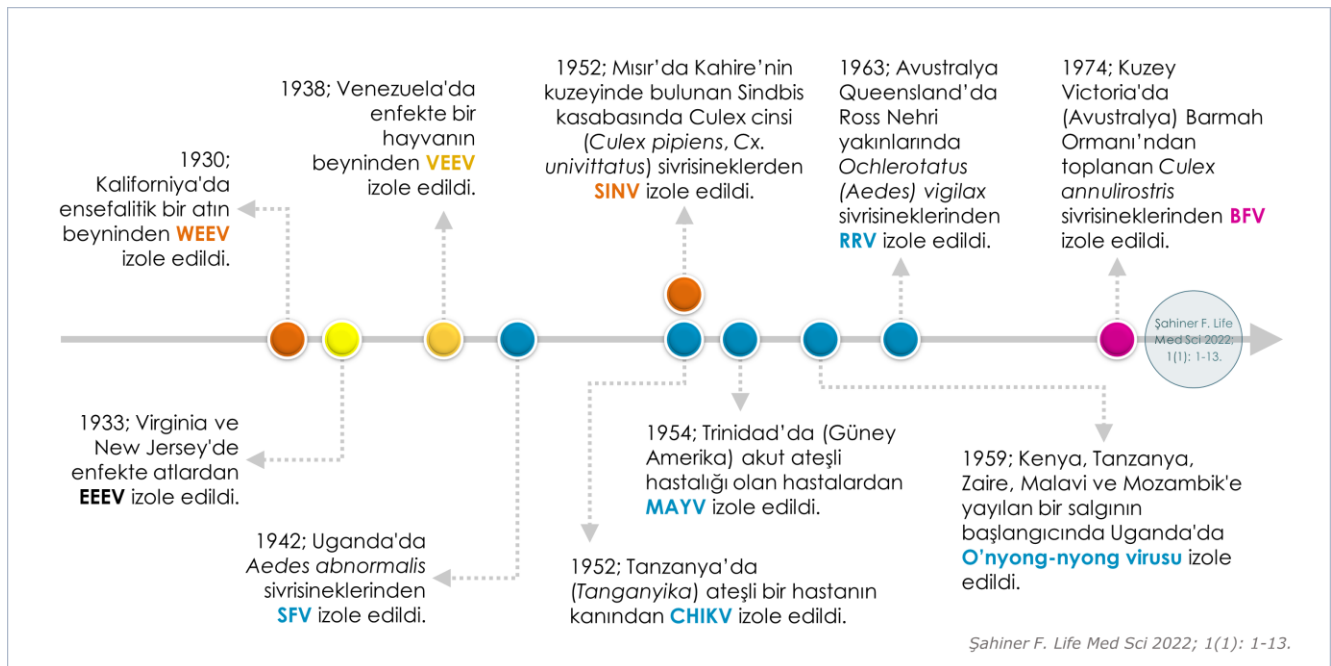 1930;
Kaliforniya'da
ensefalitik bir atın
beyninden WEEV
izole edildi.
1938; Venezuela'da
enfekte bir
hayvanın
beyninden VEEV
izole edildi.
1952; Mısır’da Kahire’nin
kuzeyinde bulunan Sindbis
kasabasında Culex cinsi
(Culex pipiens, Cx.
univittatus) sivrisineklerden
SINV izole edildi.
1963; Avustralya
Queensland’da
Ross Nehri
yakınlarında
Ochlerotatus
(Aedes) vigilax
sivrisineklerinden
RRV izole edildi.
1974; Kuzey
Victoria'da
(Avustralya) Barmah
Ormanı’ndan
toplanan Culex
annulirostris
sivrisineklerinden BFV
izole edildi.
Şahiner F. Life
Med Sci 2022;
1(1): 1-13.
1933; Virginia ve
New Jersey'de
enfekte atlardan
EEEV izole edildi.
1942; Uganda'da
Aedes abnormalis
sivrisineklerinden
SFV izole edildi.
1952; Tanzanya’da
(Tanganyika) ateşli bir hastanın
kanından CHIKV izole edildi.
1954; Trinidad’da (Güney
Amerika) akut ateşli
hastalığı olan hastalardan
MAYV izole edildi.
1959; Kenya, Tanzanya,
Zaire, Malavi ve Mozambik'e
yayılan bir salgının
başlangıcında Uganda'da
O’nyong-nyong virusu izole
edildi.
Şahiner F. Life Med Sci 2022; 1(1): 1-13.